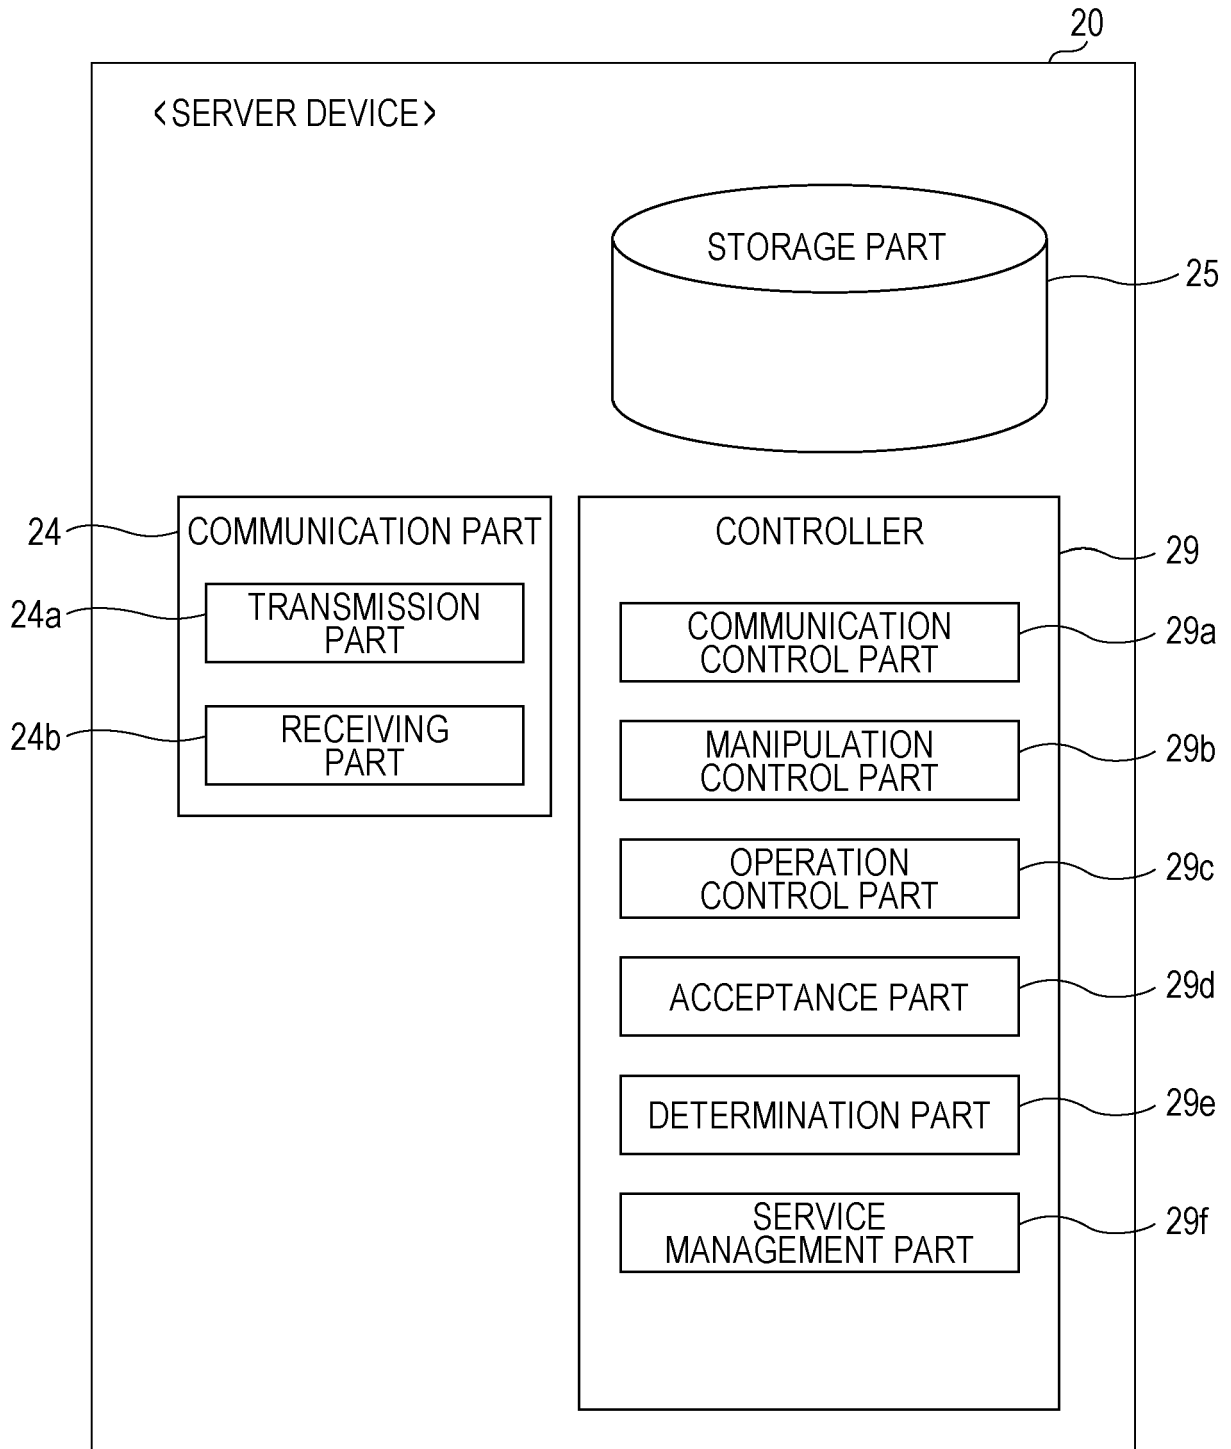 20
<SERVER DEVICE>
STORAGE PART
25
24
COMMUNICATION PART
24a
TRANSMISSION
PART
24b
RECEIVING
PART
CONTROLLER
29
COMMUNICATION
CONTROL PART
29a
MANIPULATION
CONTROL PART
29b
OPERATION
CONTROL PART
29c
ACCEPTANCE PART
29d
DETERMINATION PART
29e
SERVICE
MANAGEMENT PART
29f